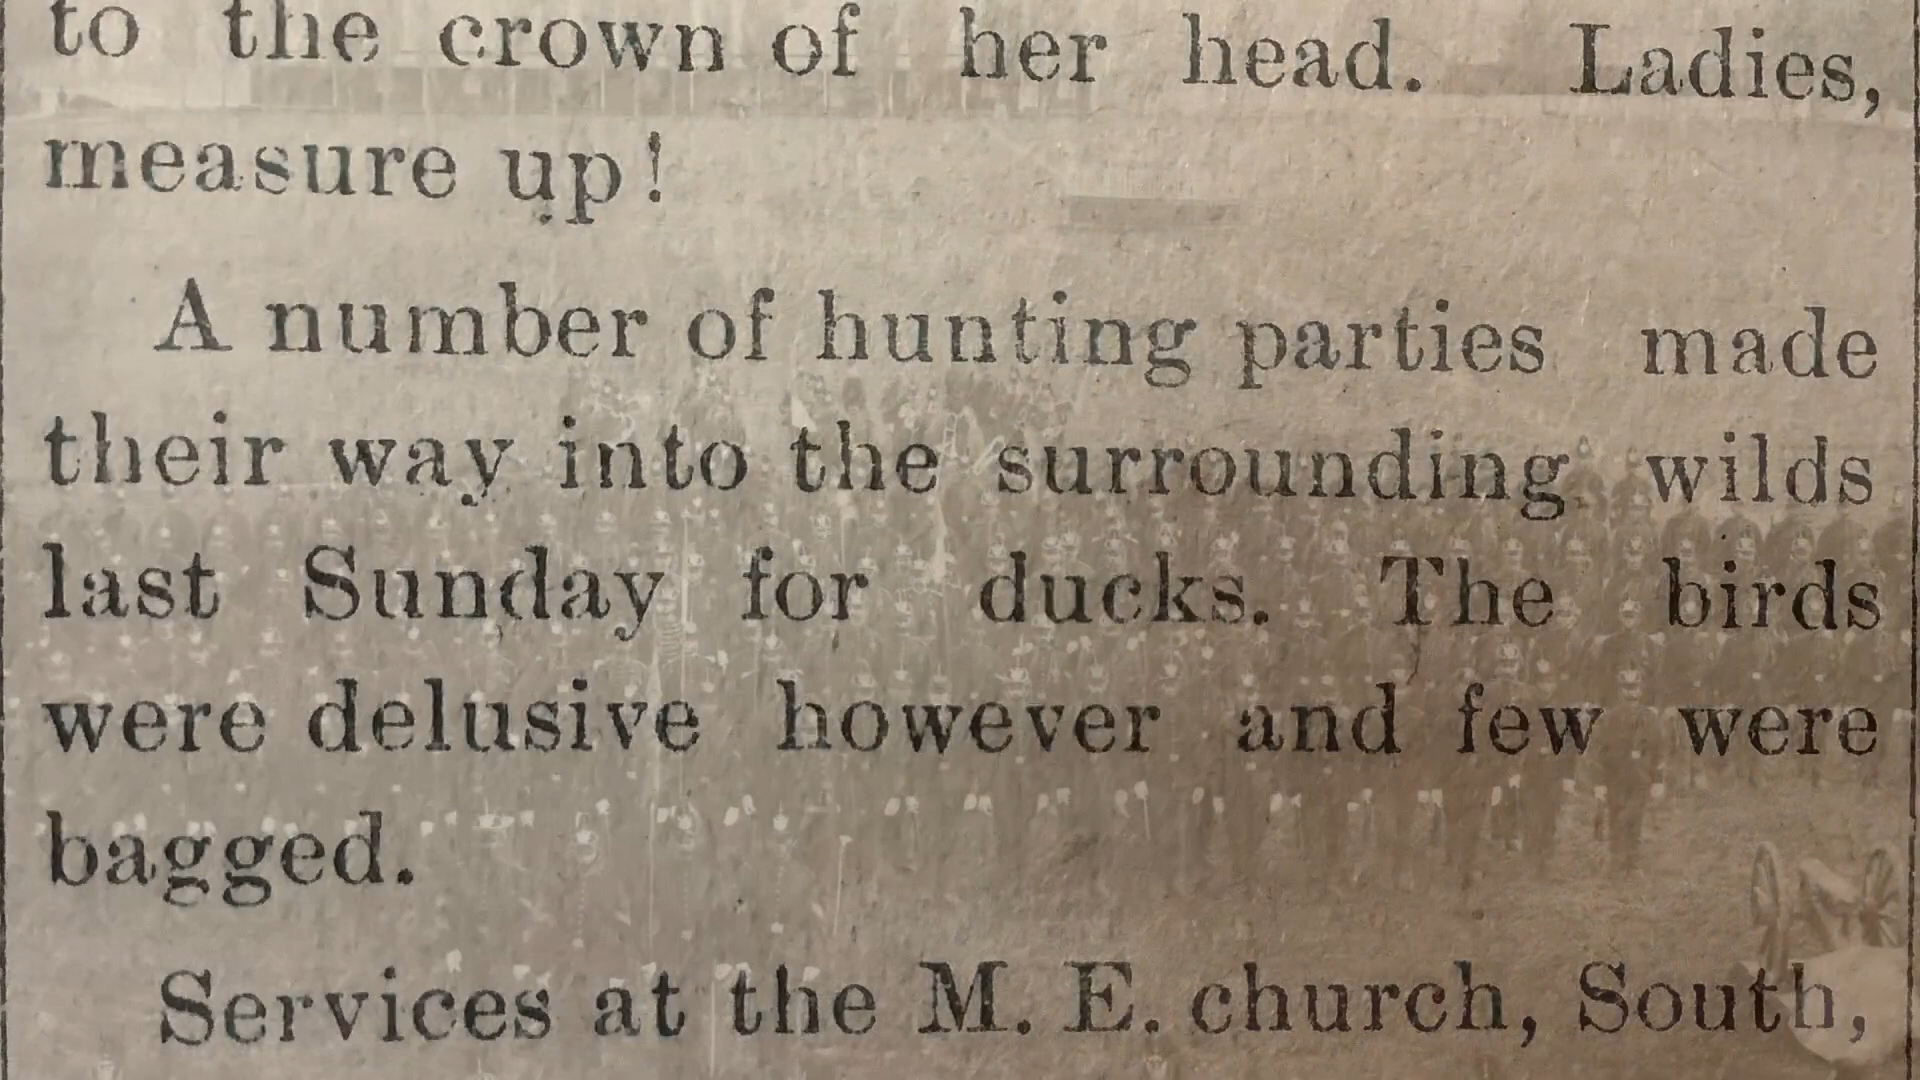 to the crown of her head. Ladies,
measure up!
A number of hunting parties made
their way into the surrounding wilds
last Sunday for ducks. The birds
were delusive however and few were
bagged.
Services at the M. E. church, South,